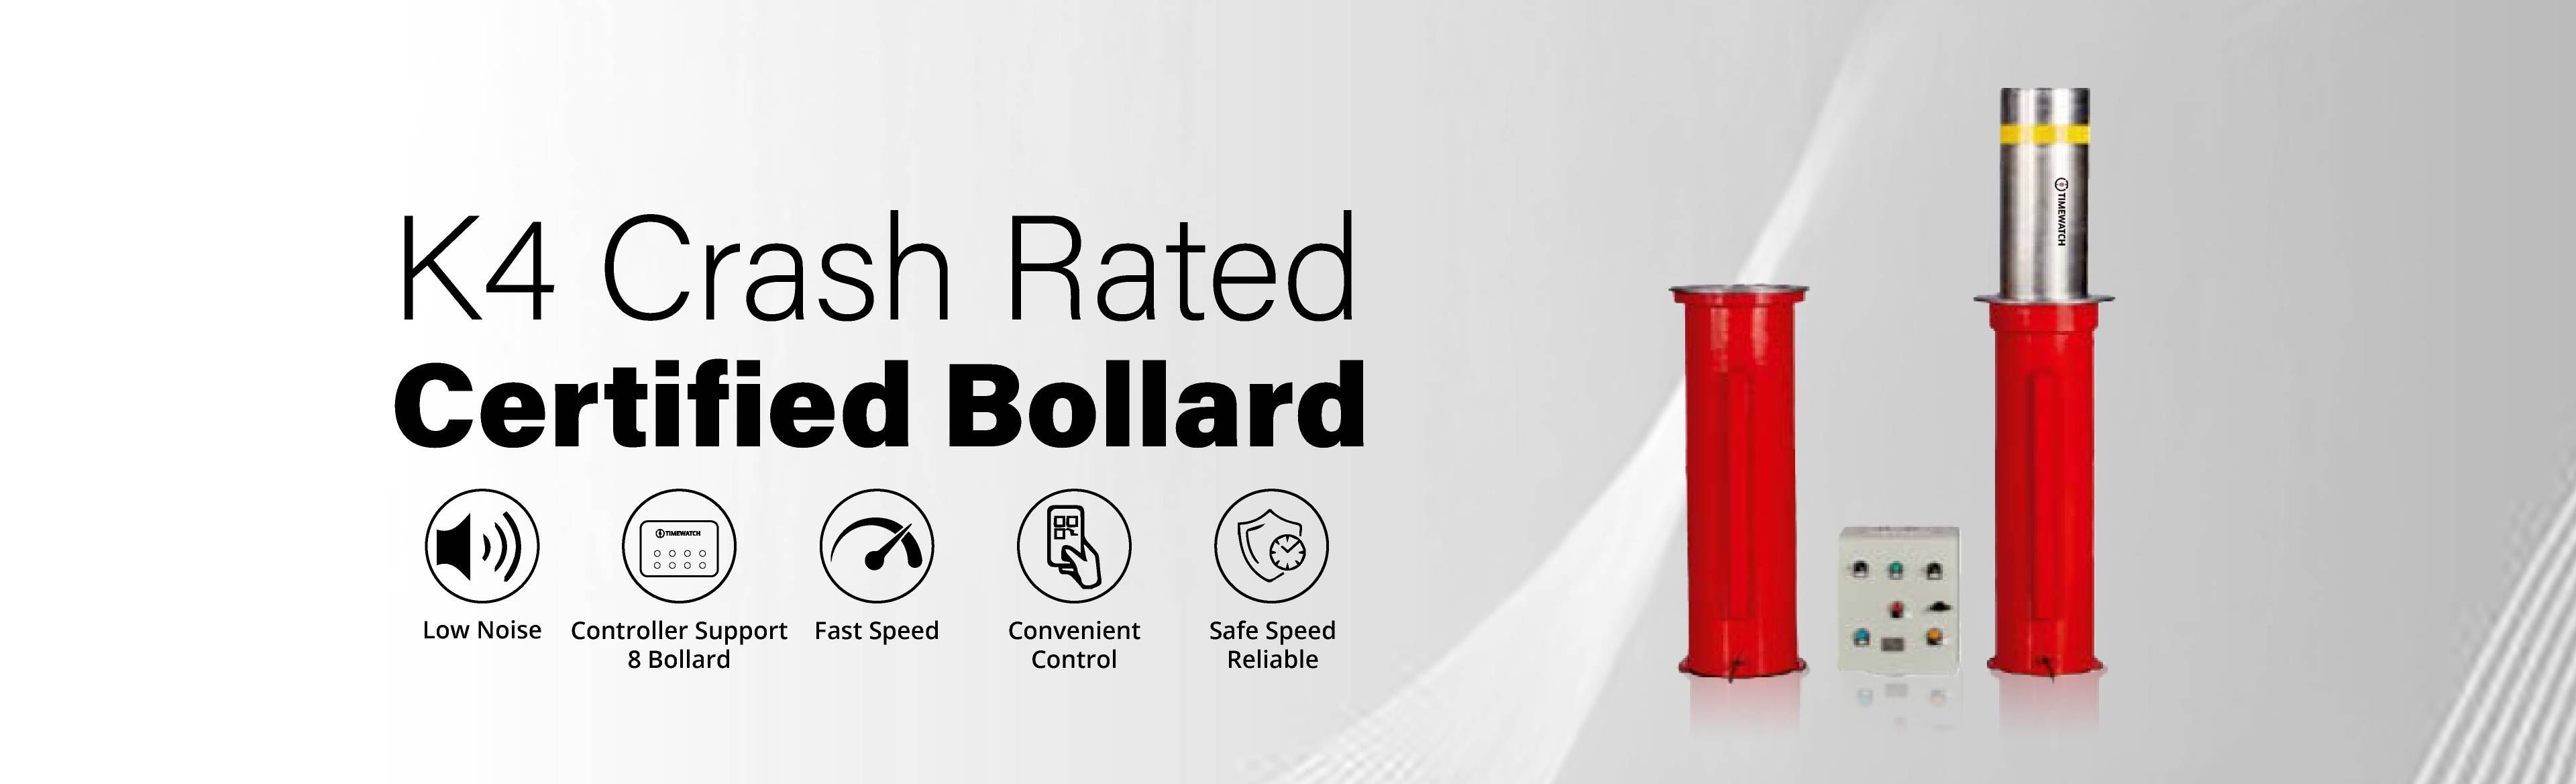 K4 Crash Rated
Certified Bollard
TIMEWATCH
Low Noise
Controller Support
8 Bollard
Fast Speed
Convenient
Control
Safe Speed
Reliable
TIMEWATCH